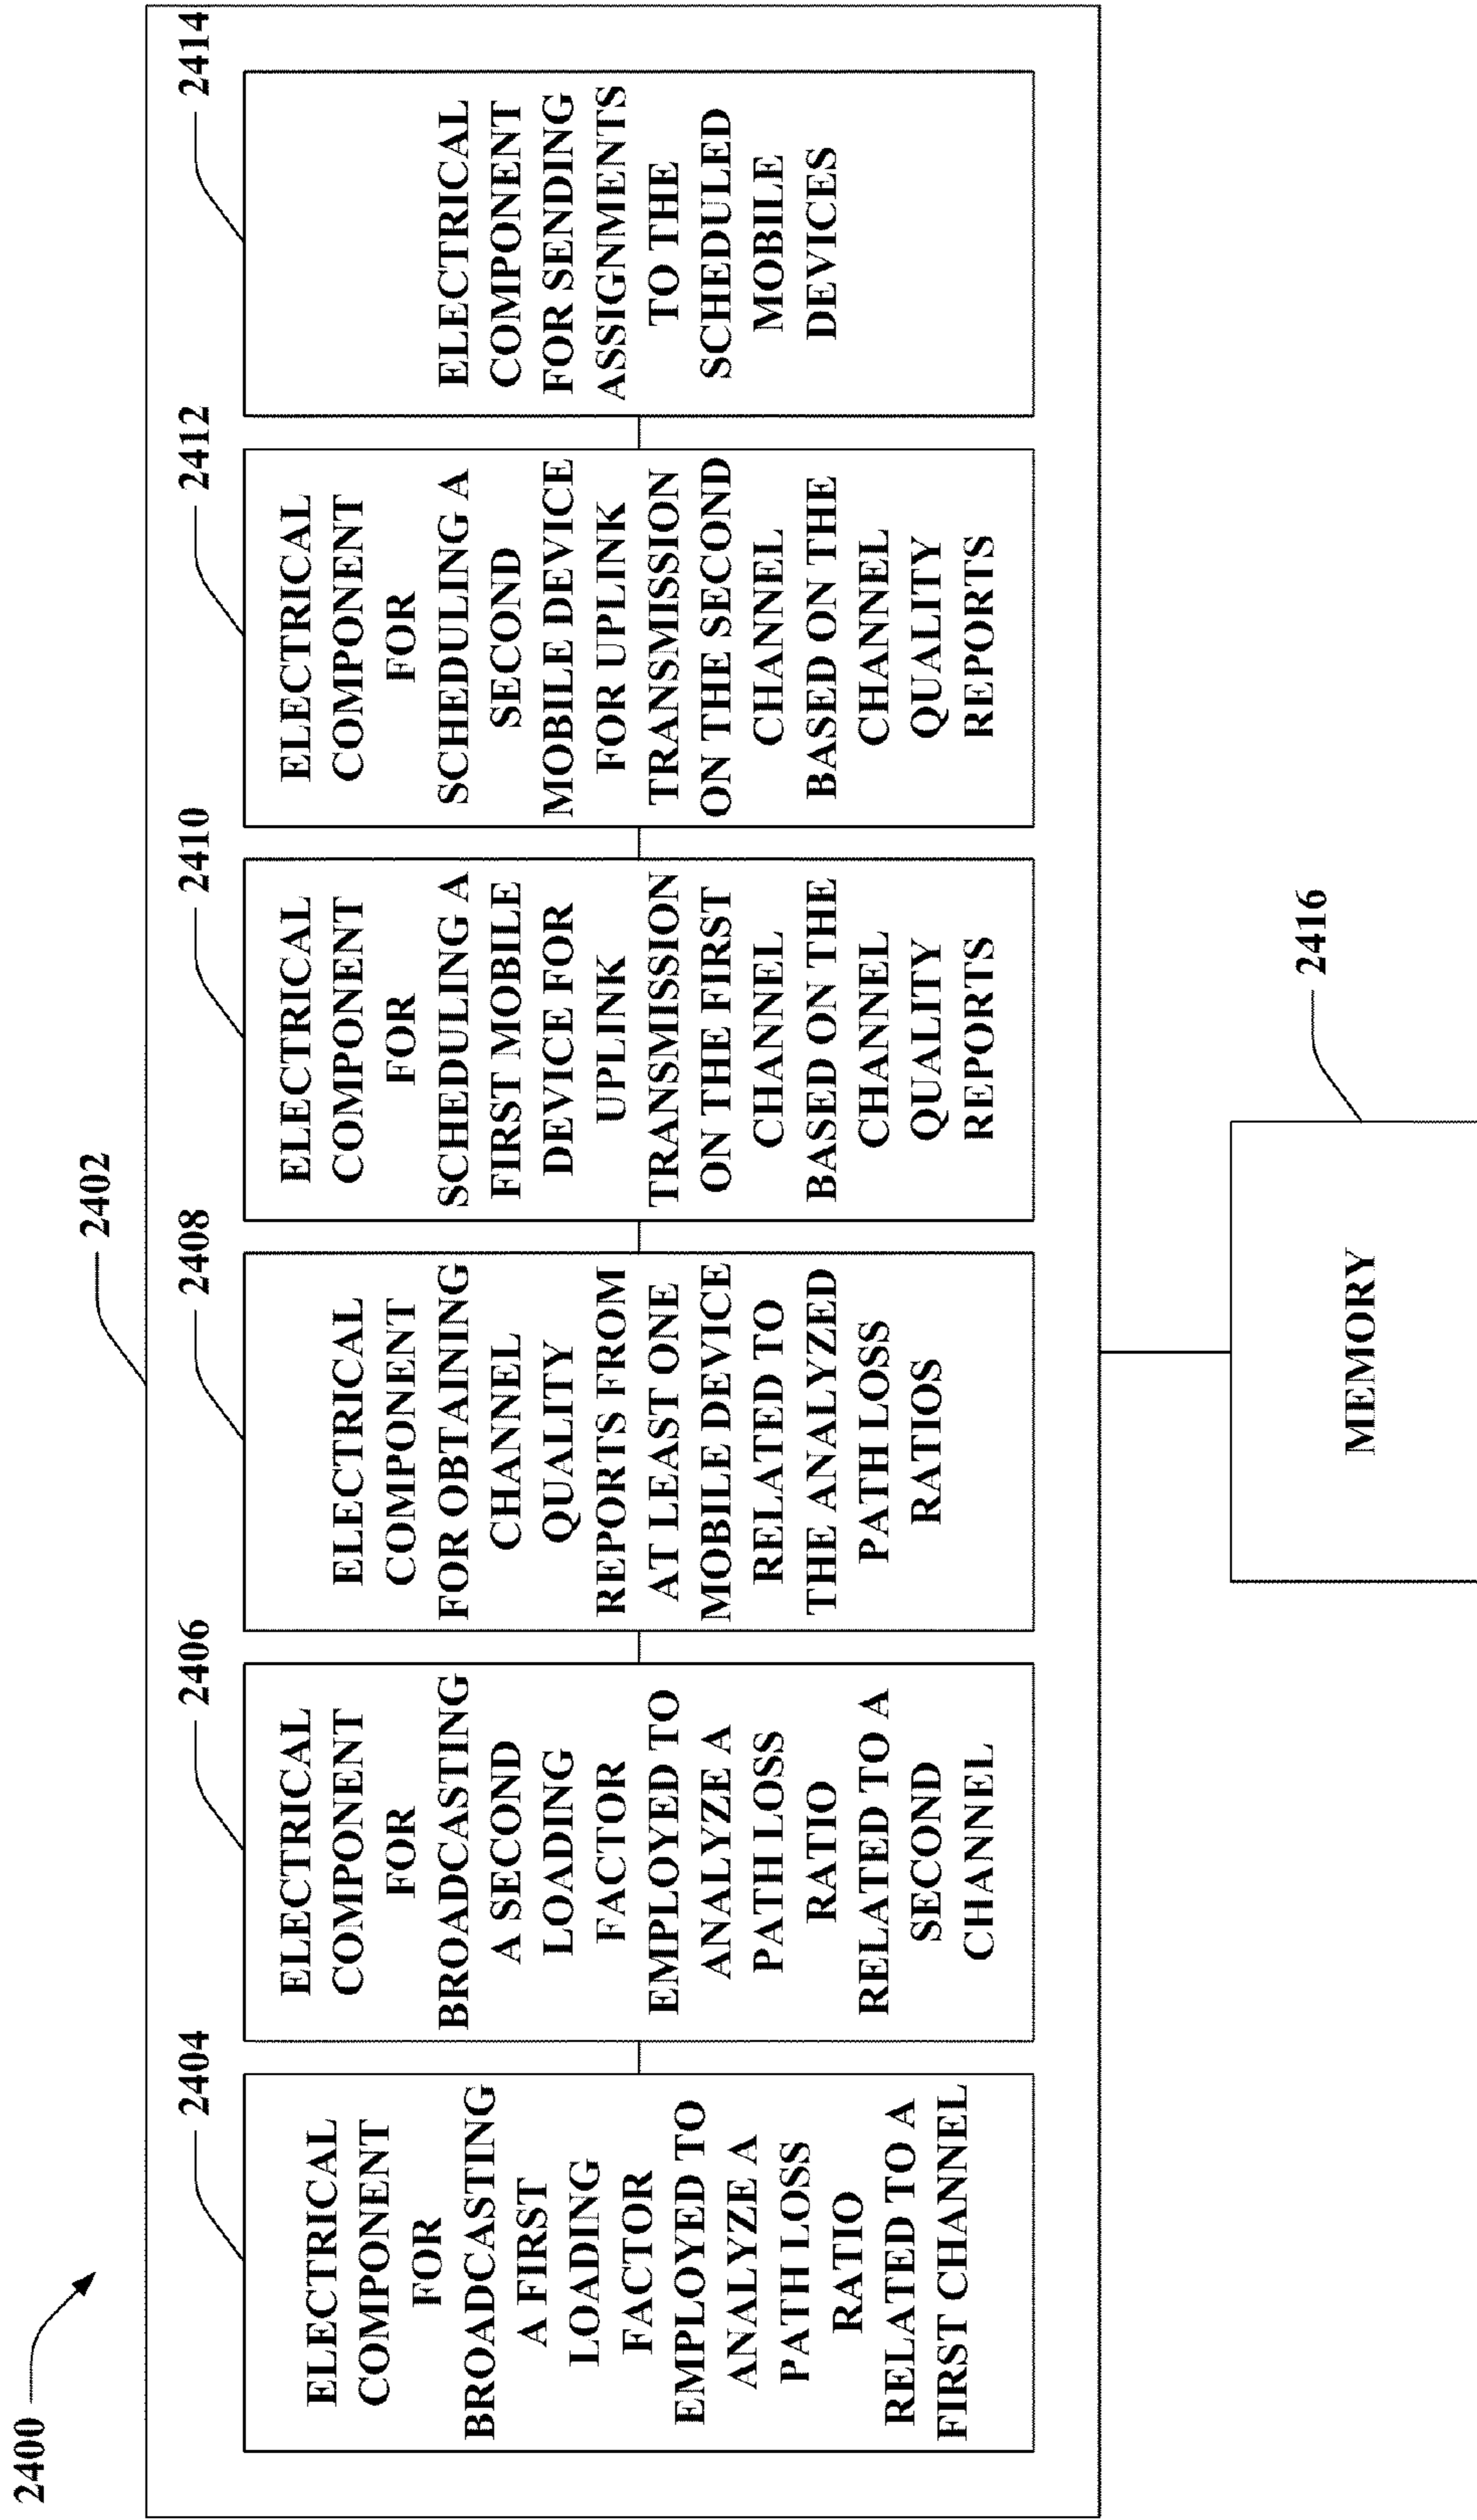 2400
2402
2404
ELECTRICAL
COMPONENT
FOR
BROADCASTING
A FIRST
LOADING
FACTOR
EMPLOYED TO
ANALYZE A
PATH LOSS
RATIO
RELATED TO A
FIRST CHANNEL
2406
ELECTRICAL
COMPONENT
FOR
BROADCASTING
A SECOND
LOADING
FACTOR
EMPLOYED TO
ANALYZE A
PATH LOSS
RATIO
RELATED TO A
SECOND
CHANNEL
2408
ELECTRICAL
COMPONENT
FOR OBTAINING
CHANNEL
QUALITY
REPORTS FROM
AT LEAST ONE
MOBILE DEVICE
RELATED TO
THE ANALYZED
PATH LOSS
RATIOS
2410
ELECTRICAL
COMPONENT
FOR
SCHEDULING A
FIRST MOBILE
DEVICE FOR
UPLINK
TRANSMISSION
ON THE FIRST
CHANNEL
BASED ON THE
CHANNEL
QUALITY
REPORTS
2412
ELECTRICAL
COMPONENT
FOR
SCHEDULING A
SECOND
MOBILE DEVICE
FOR UPLINK
TRANSMISSION
ON THE SECOND
CHANNEL
BASED ON THE
CHANNEL
QUALITY
REPORTS
2414
ELECTRICAL
COMPONENT
FOR SENDING
ASSIGNMENTS
TO THE
SCHEDULED
MOBILE
DEVICES
2416
MEMORY